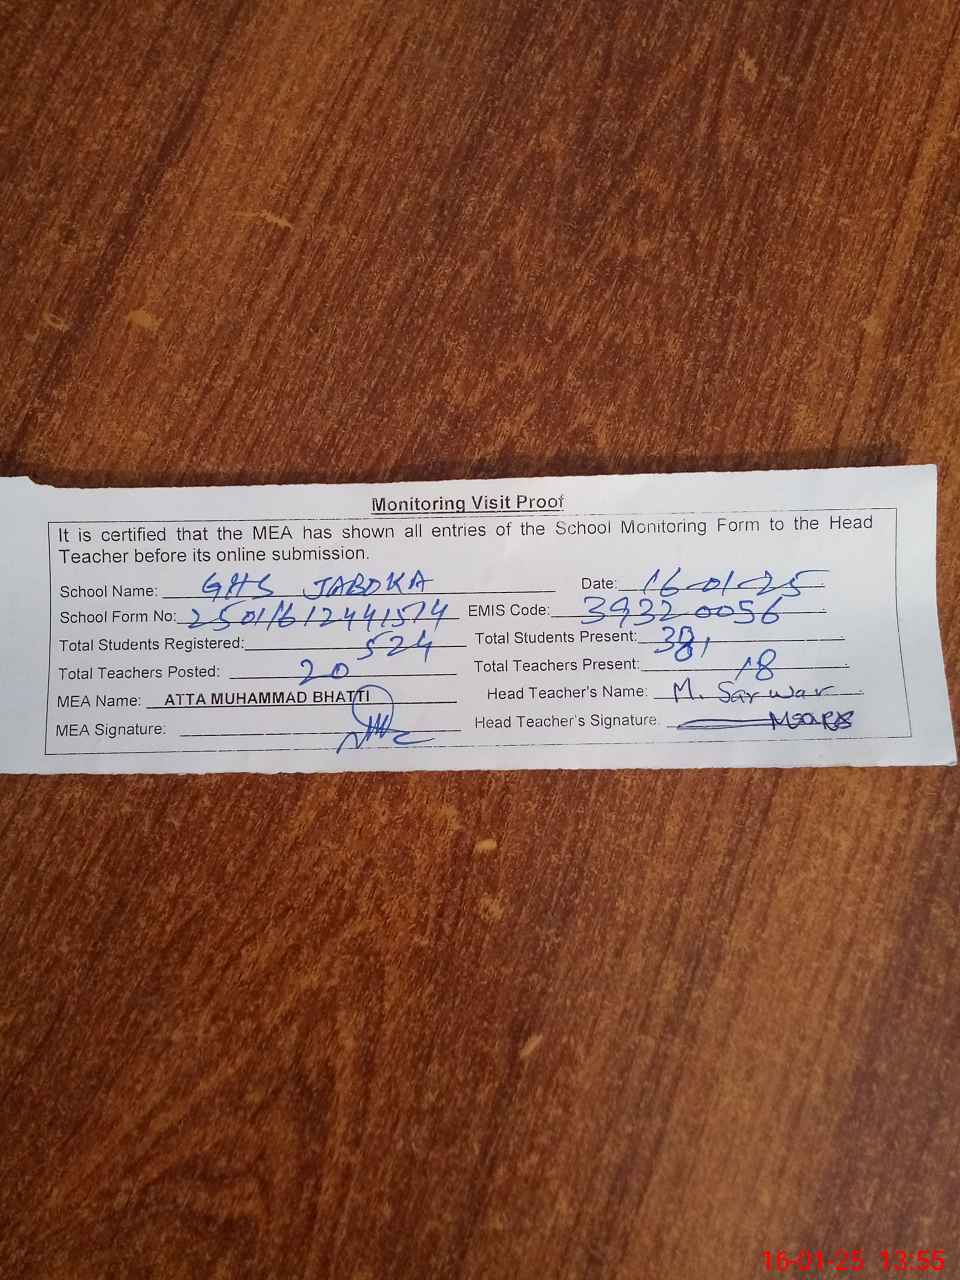 Monitoring Visit Proof
It is certified that the MEA has shown all entries of the School Monitoring Form to the Head
Teacher before its online submission.
School Name: GHS JABOKA Date: 16-01-25
School Form No: 25011612441514 EMIS Code: 39320056
Total Students Registered: 524 Total Students Present: 381
Total Teachers Posted: 20 Total Teachers Present: 18
MEA Name: ATTA MUHAMMAD BHATTI Head Teacher's Name: M. Sarwar
MEA Signature: Head Teacher's Signature.
16-01-25 13:55